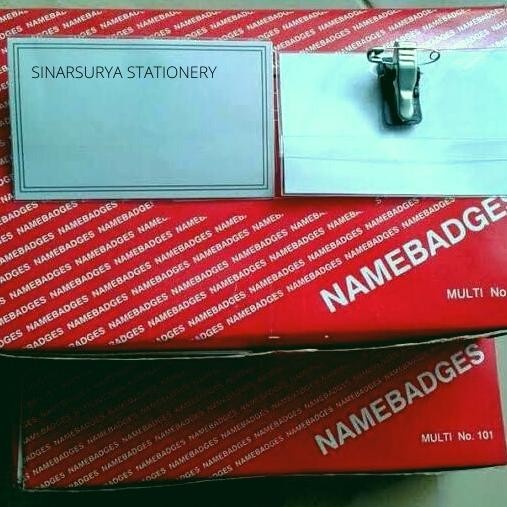 SINARSURYA STATIONERY
NAMEBADGES
MULTI No
NAMEBADGES
MULTI No. 101